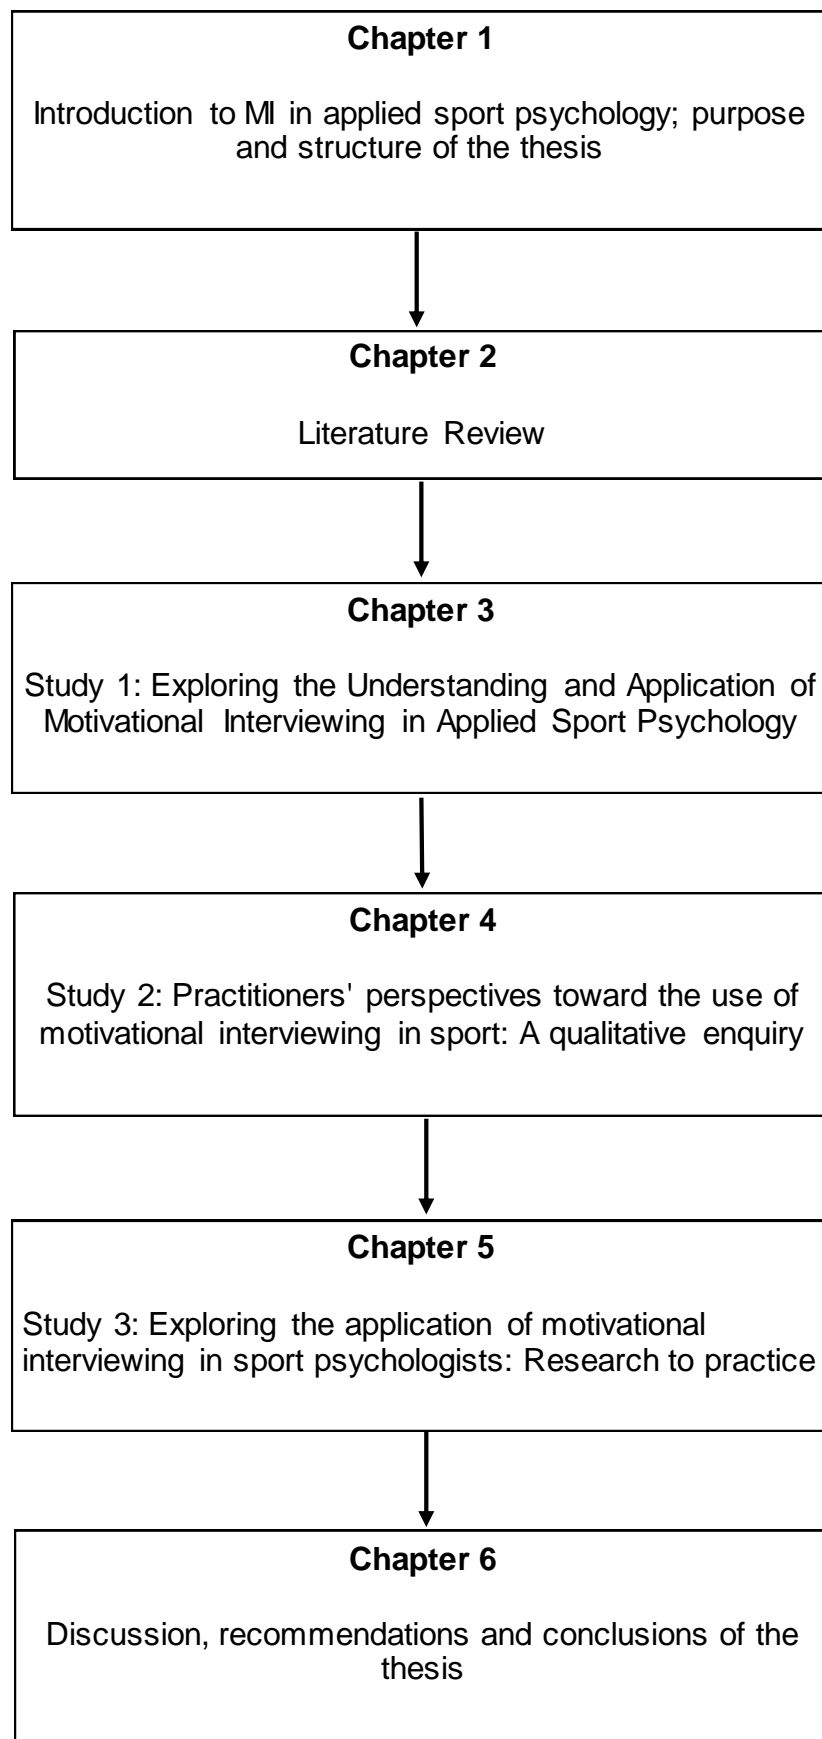 Chapter 1
Introduction to MI in applied sport psychology; purpose
and structure of the thesis
Chapter 2
Literature Review
Chapter 3
Study 1: Exploring the Understanding and Application of
Motivational Interviewing in Applied Sport Psychology
Chapter 4
Study 2: Practitioners' perspectives toward the use of
motivational interviewing in sport: A qualitative enquiry
Chapter 5
Study 3: Exploring the application of motivational
interviewing in sport psychologists: Research to practice
Chapter 6
Discussion, recommendations and conclusions of the
thesis